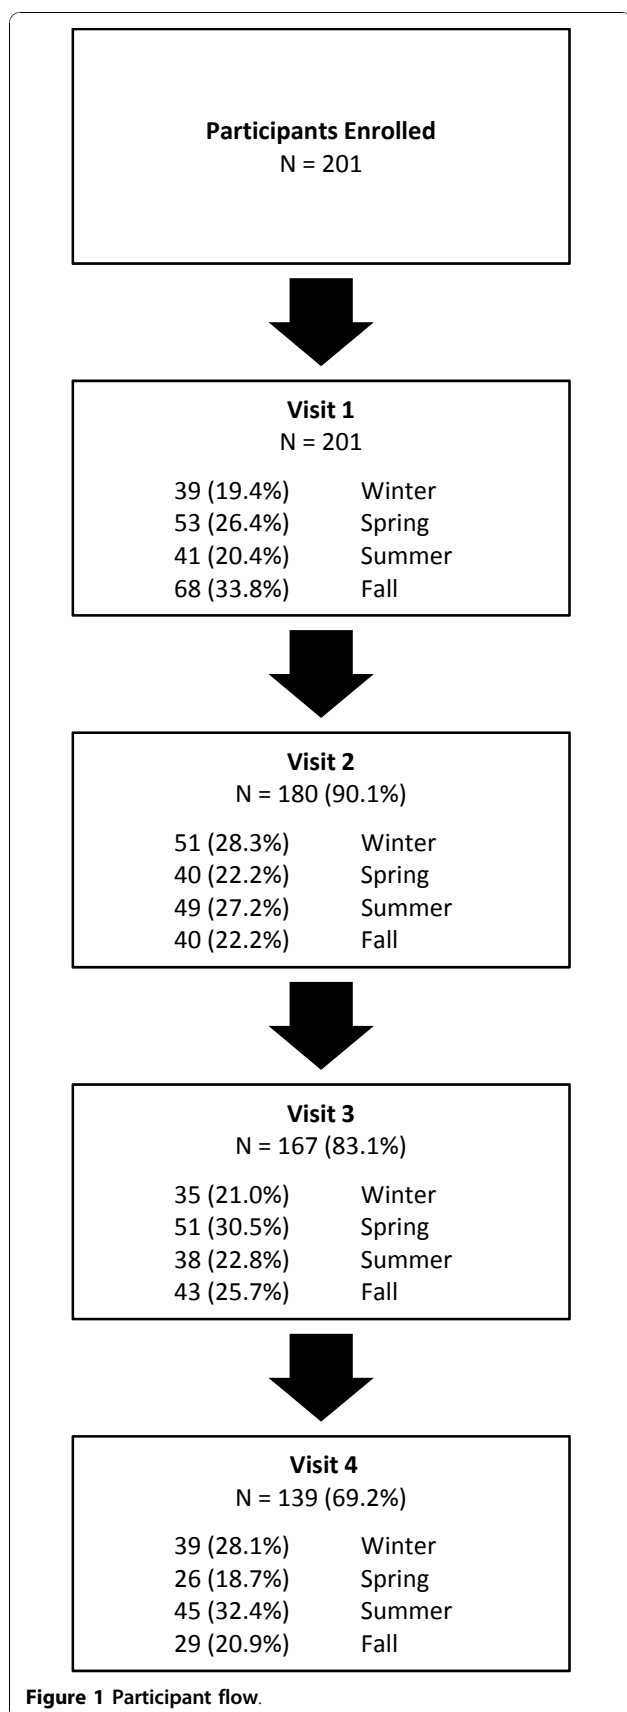 Participants Enrolled
N = 201
Visit 1
N = 201
39 (19.4%) Winter
53 (26.4%) Spring
41 (20.4%) Summer
68 (33.8%) Fall
Visit 2
N = 180 (90.1%)
51 (28.3%) Winter
40 (22.2%) Spring
49 (27.2%) Summer
40 (22.2%) Fall
Visit 3
N = 167 (83.1%)
35 (21.0%) Winter
51 (30.5%) Spring
38 (22.8%) Summer
43 (25.7%) Fall
Visit 4
N = 139 (69.2%)
39 (28.1%) Winter
26 (18.7%) Spring
45 (32.4%) Summer
29 (20.9%) Fall
Figure 1 Participant flow.